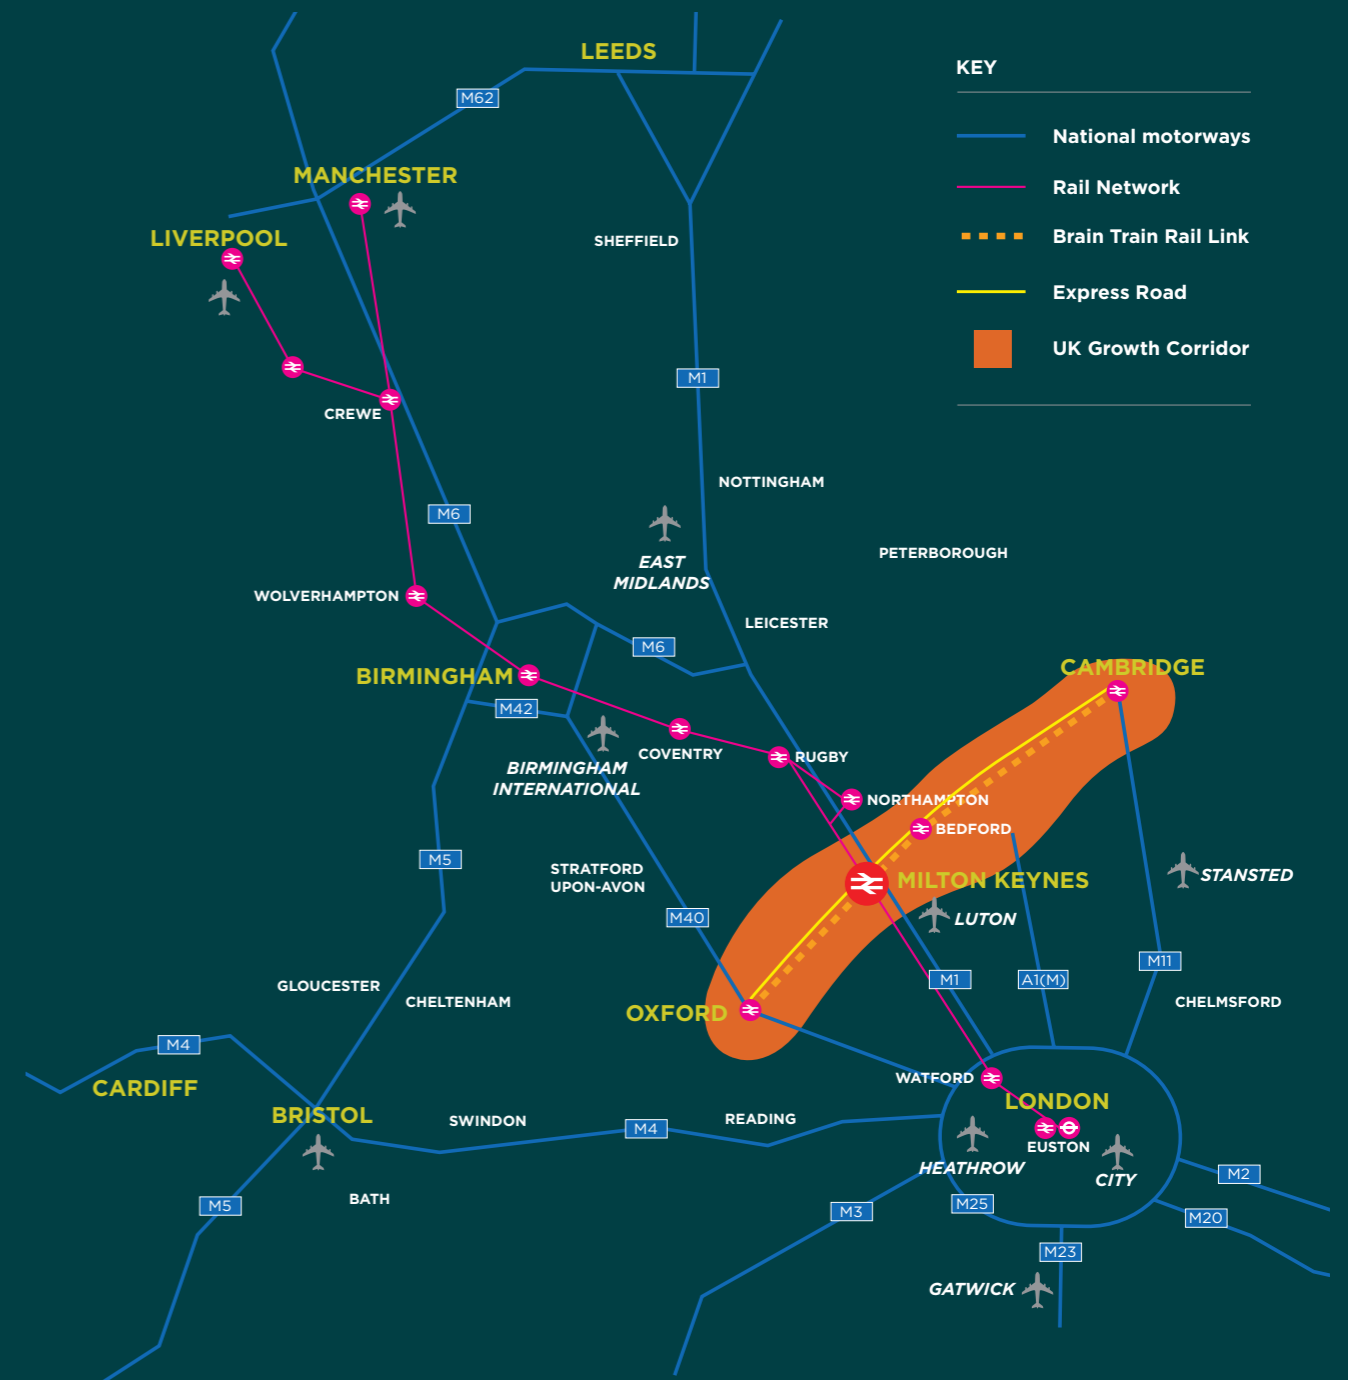 LEEDS
KEY
M62
National motorways
MANCHESTER
Rail Network
LIVERPOOL
SHEFFIELD
Brain Train Rail Link
Express Road
UK Growth Corridor
M1
CREWE
NOTTINGHAM
M6
PETERBOROUGH
EAST
MIDLANDS
WOLVERHAMPTON
LEICESTER
M6
CAMBRIDGE
BIRMINGHAM
M42
COVENTRY
RUGBY
BIRMINGHAM
INTERNATIONAL
NORTHAMPTON
BEDFORD
M5
STRATFORD
UPON-AVON
MILTON KEYNES
STANSTED
M40
LUTON
M11
M1
A1(M)
GLOUCESTER
CHELTENHAM
CHELMSFORD
OXFORD
M4
WATFORD
CARDIFF
LONDON
BRISTOL
SWINDON
M4
READING
EUSTON
HEATHROW
CITY
M2
BATH
M5
M25
M3
M20
M23
GATWICK